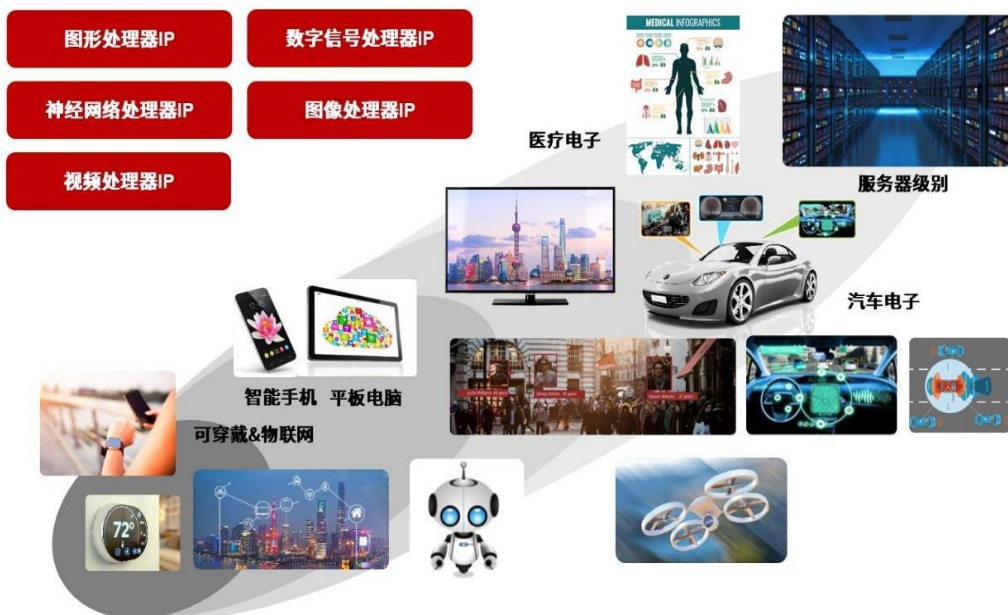 图形处理器IP
数字信号处理器IP
神经网络处理器IP
图像处理器IP
视频处理器IP
MEDICAL INFOGRAPHICS
医疗电子
服务器级别
汽车电子
智能手机 平板电脑
可穿戴&物联网
72°